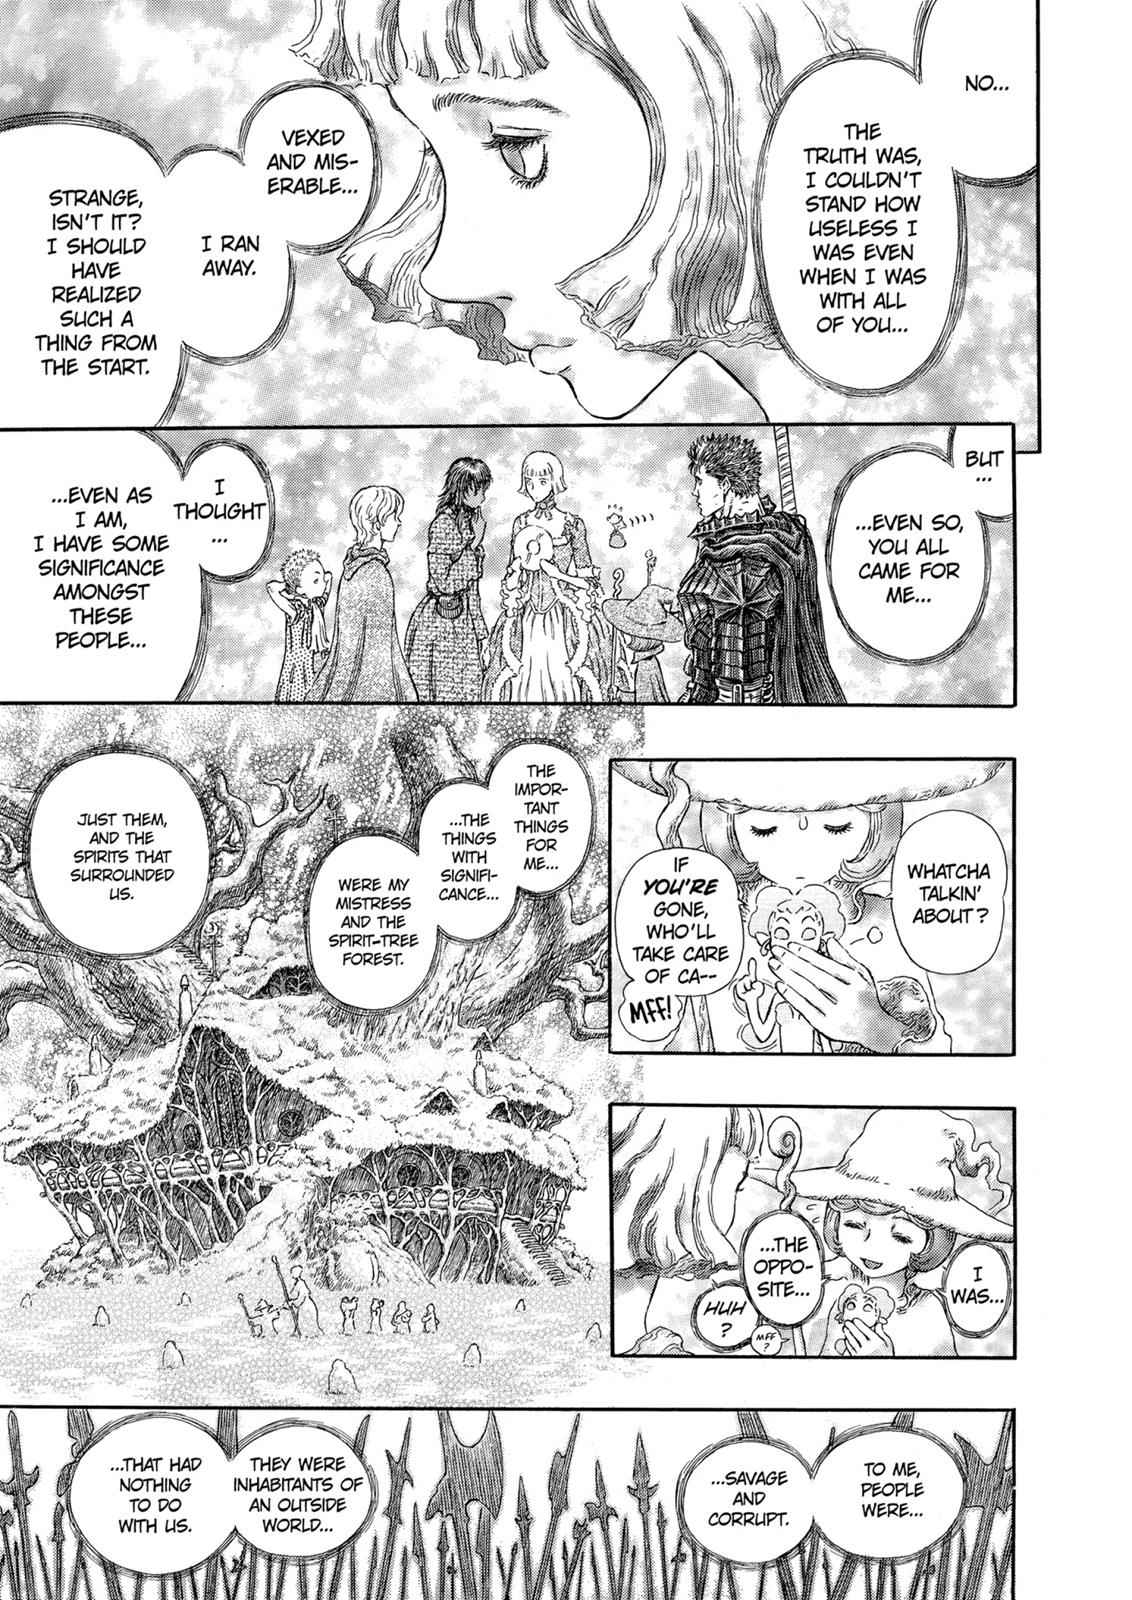 NO...
THE
TRUTH WAS,
I COULDN'T
STAND HOW
USELESS I
WAS EVEN
WHEN I WAS
WITH ALL
OF YOU...
VEXED
AND MIS-
ERABLE...
I RAN
AWAY.
STRANGE,
ISN'T IT?
I SHOULD
HAVE
REALIZED
SUCH A
THING FROM
THE START.
BUT
...
...EVEN SO,
YOU ALL
CAME FOR
ME...
I
THOUGHT
...
...EVEN AS
I AM,
I HAVE SOME
SIGNIFICANCE
AMONGST
THESE
PEOPLE...
WHATCHA
TALKIN'
ABOUT?
IF
YOU'RE
GONE,
WHO'LL
TAKE CARE
OF CA--
MFF!
I
WAS...
...THE
OPPO-
SITE...
HUH
?
MFF
?
THE
IMPOR-
TANT
THINGS
FOR
ME...
...THE
THINGS
WITH
SIGNIFI-
CANCE...
WERE MY
MISTRESS
AND THE
SPIRIT-TREE
FOREST.
JUST THEM,
AND THE
SPIRITS THAT
SURROUNDED
US.
TO ME,
PEOPLE
WERE...
...SAVAGE
AND
CORRUPT.
THEY WERE
INHABITANTS OF
AN OUTSIDE
WORLD...
...THAT HAD
NOTHING
TO DO
WITH US.